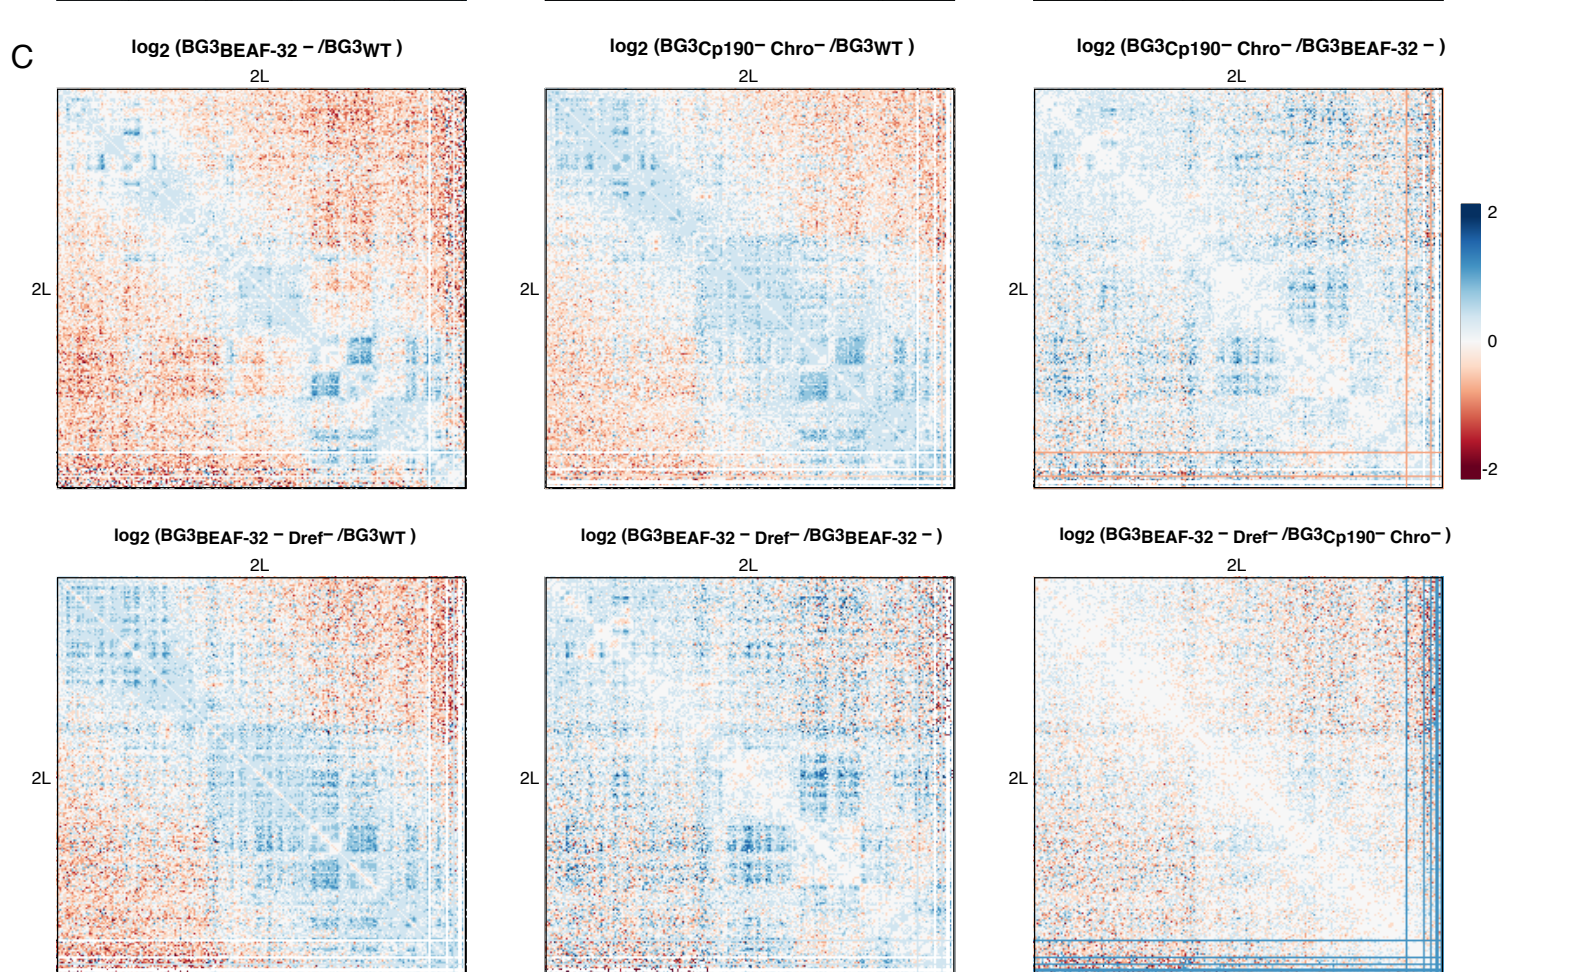 C
log2 (BG3BEAF-32 − /BG3WT )
log2 (BG3Cp190− Chro− /BG3WT )
log2 (BG3Cp190− Chro− /BG3BEAF-32 − )
2L
2L
2L
2L
2L
2L
2
0
-2
log2 (BG3BEAF-32 − Dref− /BG3WT )
log2 (BG3BEAF-32 − Dref− /BG3BEAF-32 − )
log2 (BG3BEAF-32 − Dref− /BG3Cp190− Chro− )
2L
2L
2L
2L
2L
2L